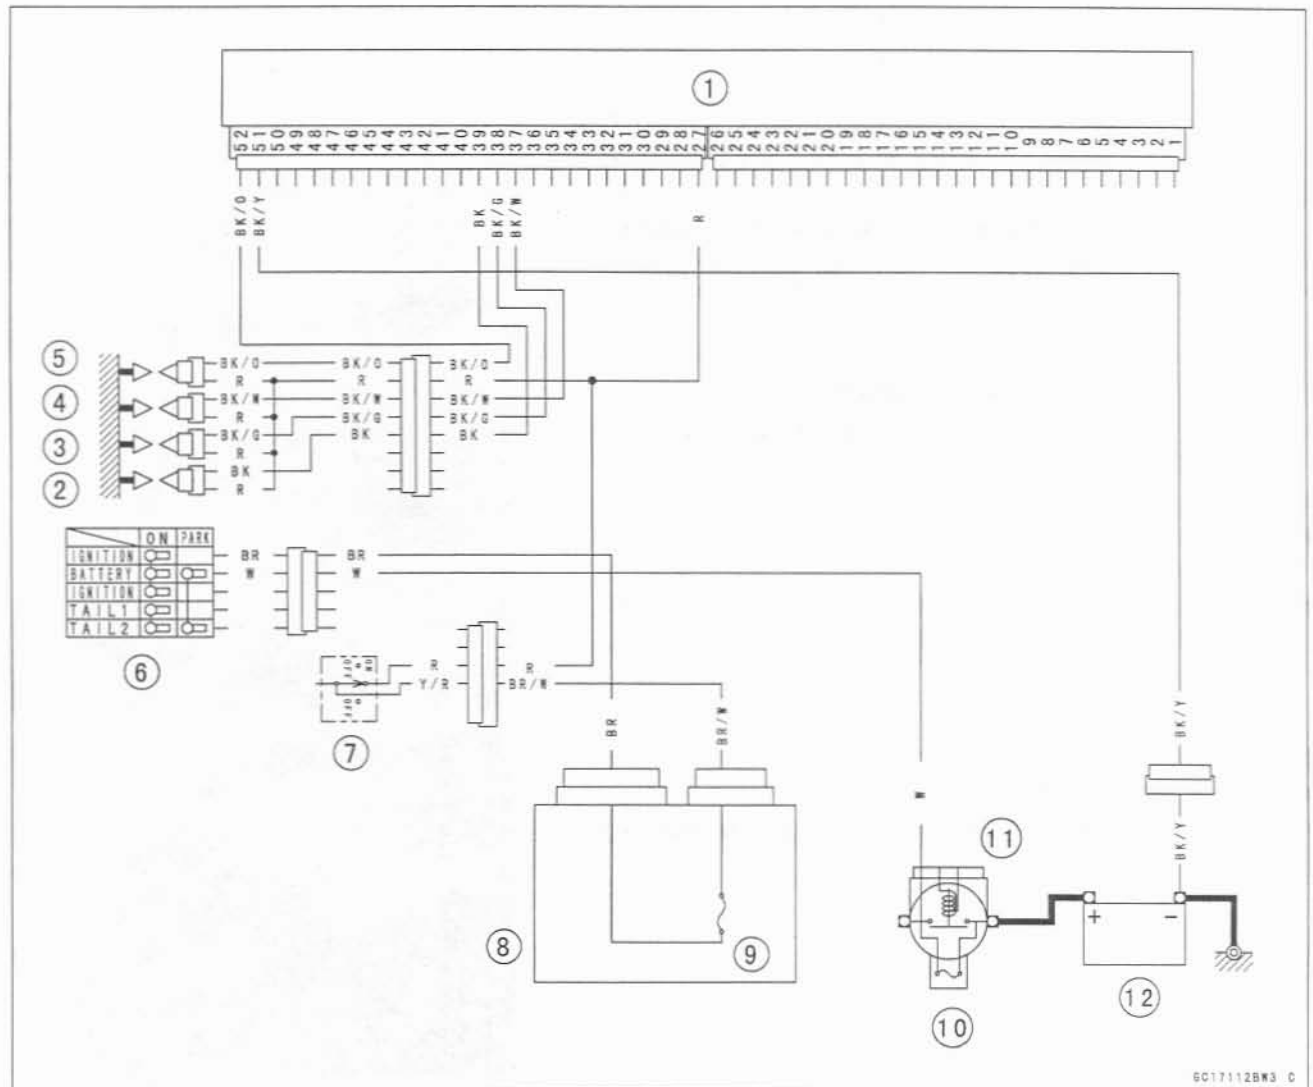 1
52 51 50 49 48 47 46 45 44 43 42 41 40 39 38 37 36 35 34 33 32 31 30 29 28 27 26 25 24 23 22 21 20 19 18 17 16 15 14 13 12 11 10 9 8 7 6 5 4 3 2 1
BK/O BK/Y BK BK/G BK/W R
5 BK/O BK/O BK/O
R R R
4 BK/W BK/W BK/W
R BK/G BK/G
3 BK/G BK BK
R
BK
2 R
ON PARK
IGNITION BR BR
BATTERY W W
IGNITION
TAIL1
TAIL2
6
OFF ON
OFF
R R
Y/R BR/W
7
BR BR/W W BK/Y
BK/Y
11
8
9
+ -
10
12
GC17112BW3 C